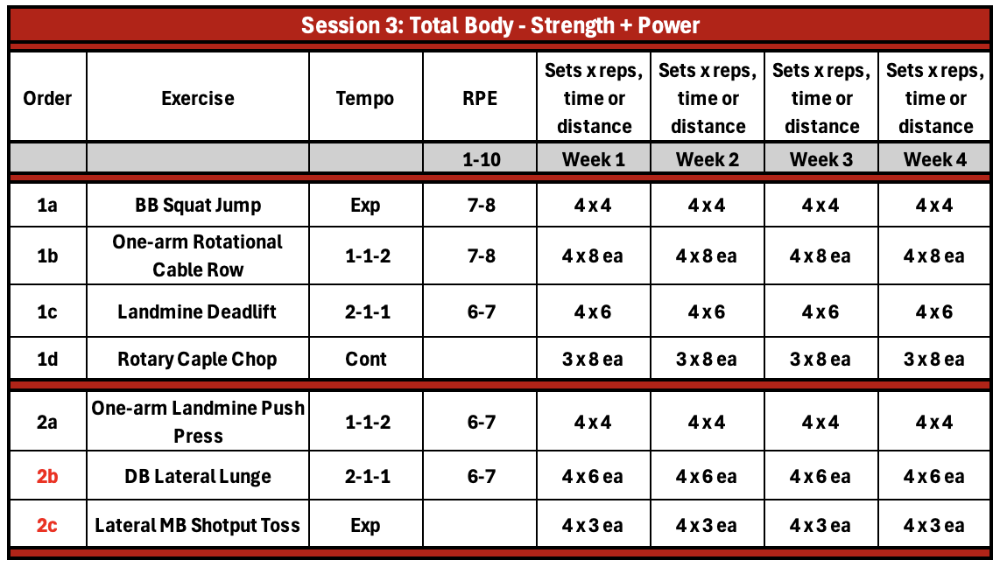 Session 3: Total Body - Strength + Power
Order Exercise Tempo RPE Sets x reps, time or distance Sets x reps, time or distance Sets x reps, time or distance Sets x reps, time or distance
1-10 Week 1 Week 2 Week 3 Week 4
1a BB Squat Jump Exp 7-8 4 x 4 4 x 4 4 x 4 4 x 4
1b One-arm Rotational Cable Row 1-1-2 7-8 4 x 8 ea 4 x 8 ea 4 x 8 ea 4 x 8 ea
1c Landmine Deadlift 2-1-1 6-7 4 x 6 4 x 6 4 x 6 4 x 6
1d Rotary Caple Chop Cont 3 x 8 ea 3 x 8 ea 3 x 8 ea 3 x 8 ea
2a One-arm Landmine Push Press 1-1-2 6-7 4 x 4 4 x 4 4 x 4 4 x 4
2b DB Lateral Lunge 2-1-1 6-7 4 x 6 ea 4 x 6 ea 4 x 6 ea 4 x 6 ea
2c Lateral MB Shotput Toss Exp 4 x 3 ea 4 x 3 ea 4 x 3 ea 4 x 3 ea